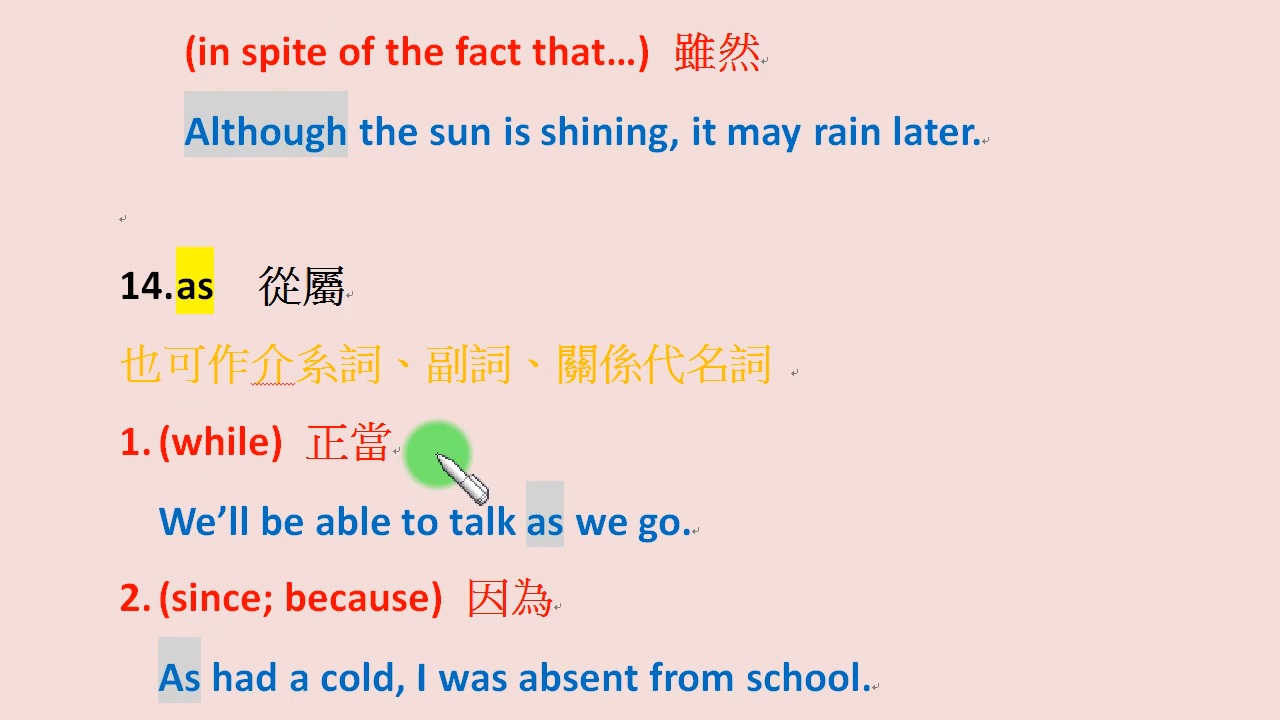 (in spite of the fact that…) 雖然
Although the sun is shining, it may rain later.
14.as 從屬
也可作介系詞、副詞、關係代名詞
1. (while) 正當
We’ll be able to talk as we go.
2. (since; because) 因為
As had a cold, I was absent from school.